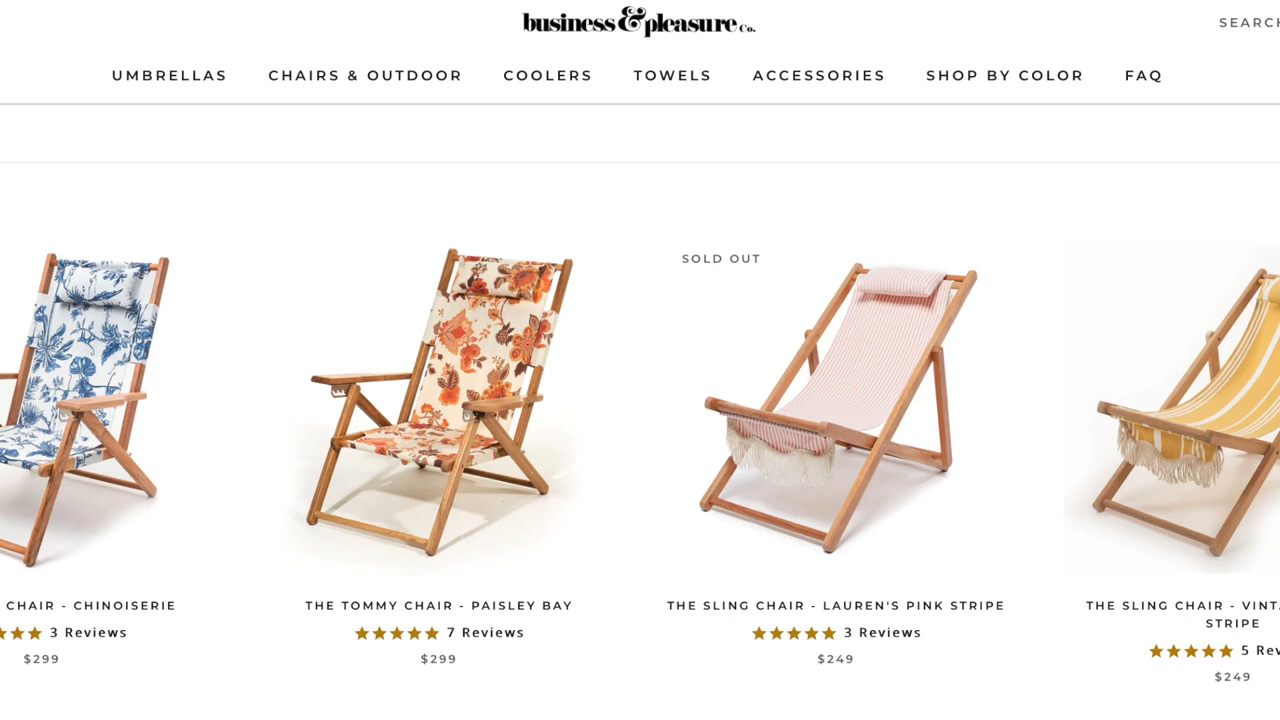 business & pleasure Co.
SEARCH
UMBRELLAS CHAIRS & OUTDOOR COOLERS TOWELS ACCESSORIES SHOP BY COLOR FAQ
SOLD OUT
CHAIR - CHINOISERIE
3 Reviews
$299
THE TOMMY CHAIR - PAISLEY BAY
7 Reviews
$299
THE SLING CHAIR - LAUREN'S PINK STRIPE
3 Reviews
$249
THE SLING CHAIR -
STRIPE
5
$249